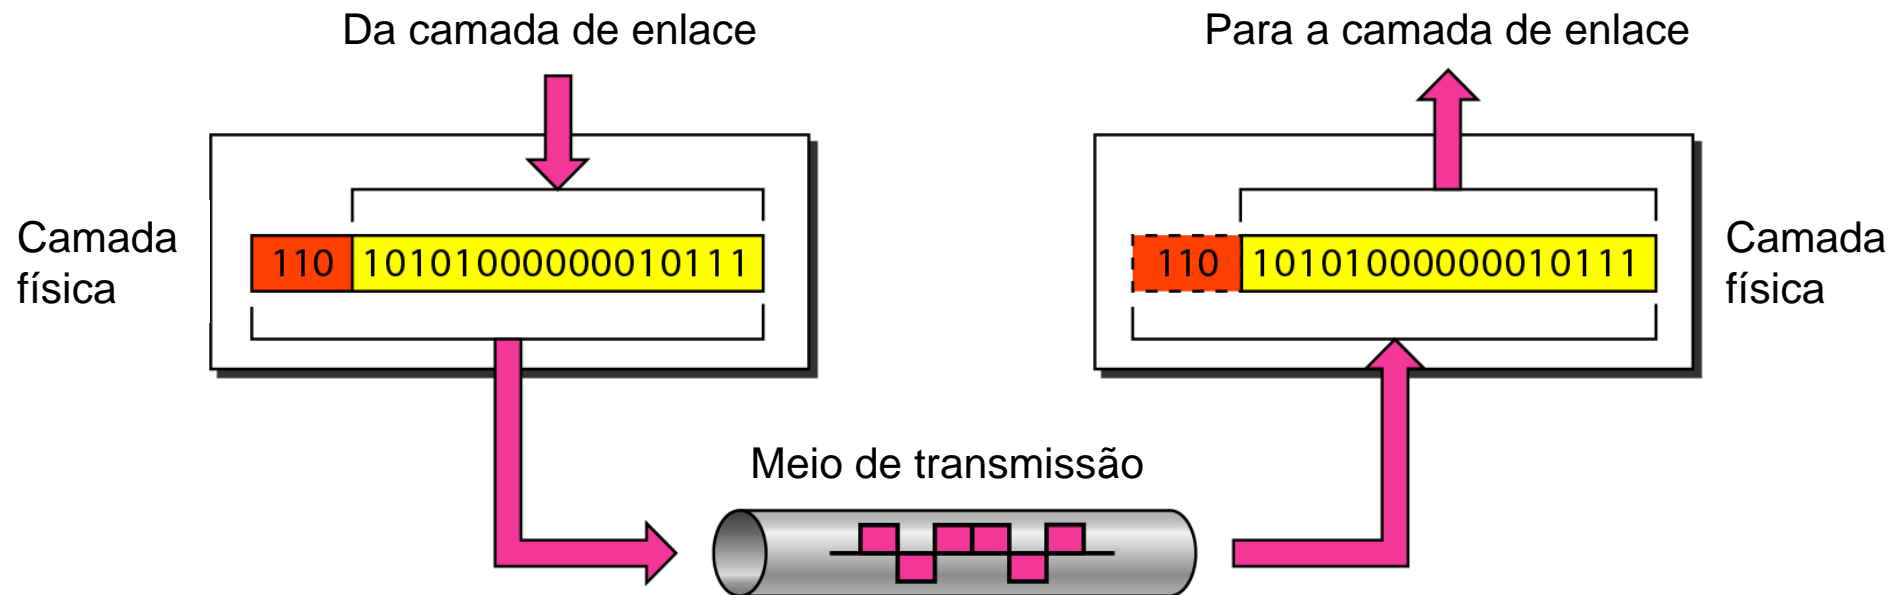 Da camada de enlace
Para a camada de enlace
Camada
física
110 10101000000010111
110 10101000000010111
Camada
física
Meio de transmissão